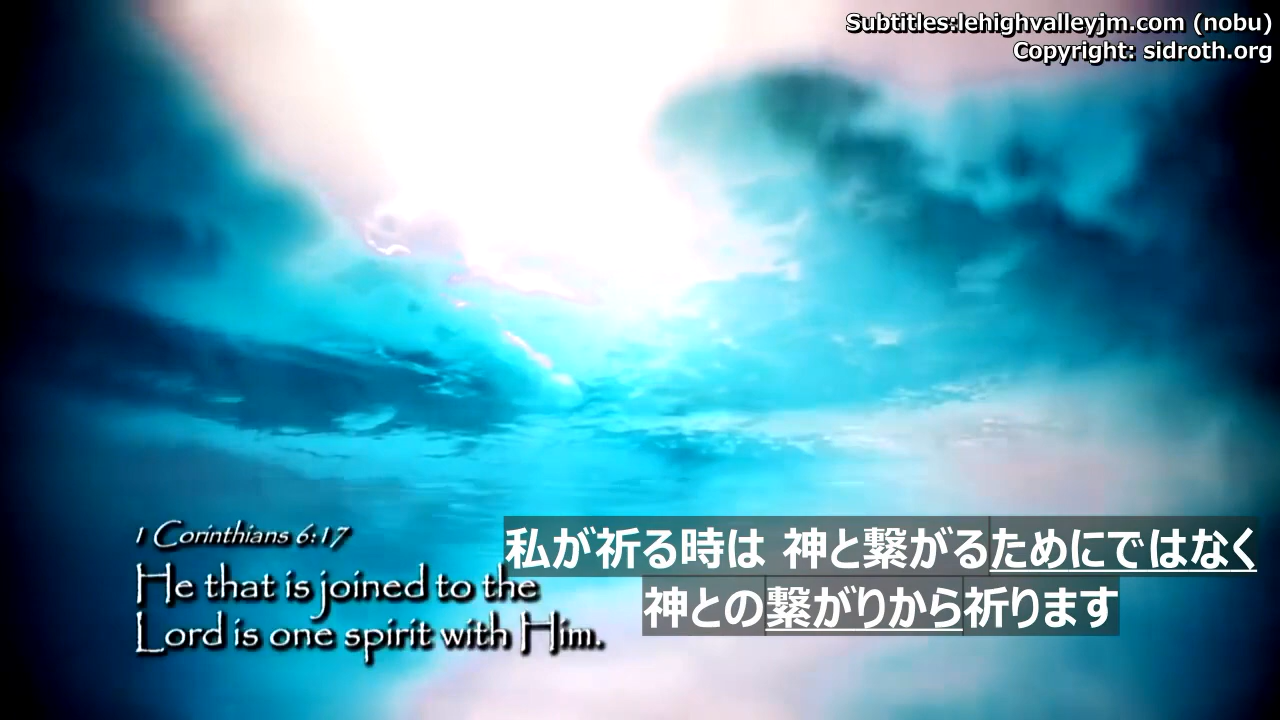 Subtitles:lehighvalleyjm.com (nobu)
Copyright: sidroth.org
1 Corinthians 6:17
He that is joined to the
Lord is one spirit with Him.
私が祈る時は 神と繋がるためにではなく
神との繋がりから祈ります